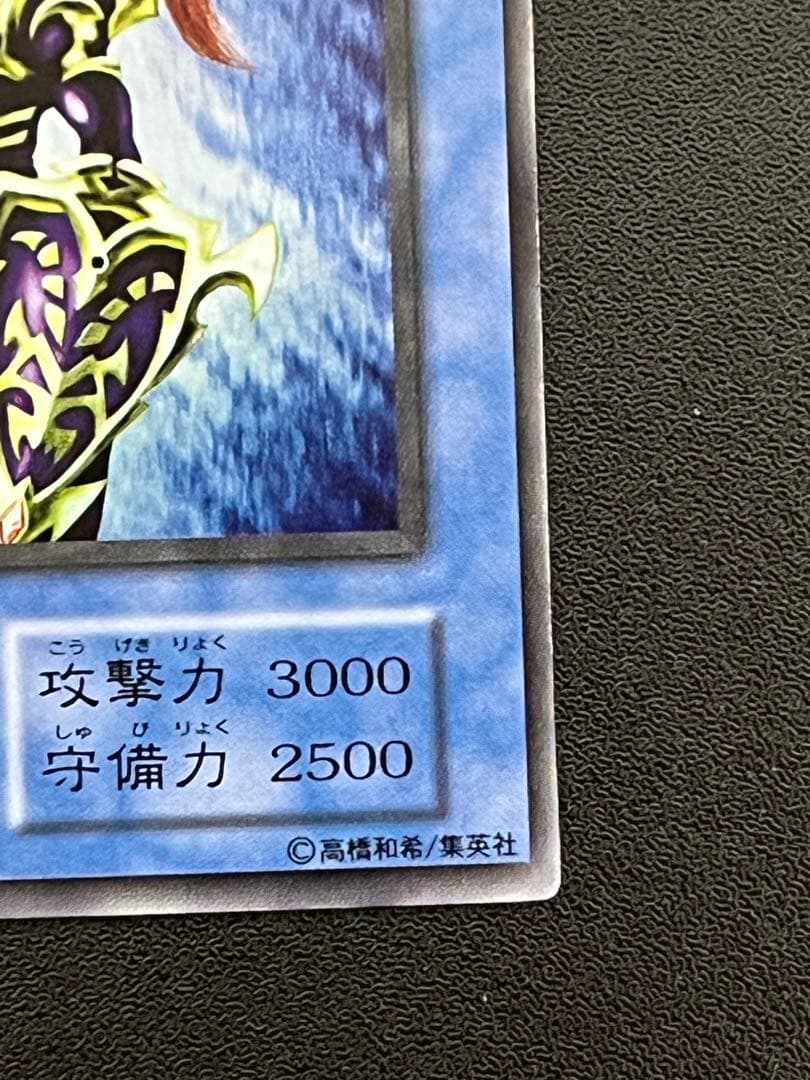 こう げき りょく
攻撃力 3000
しゅ び りょく
守備力 2500
©高橋和希/集英社